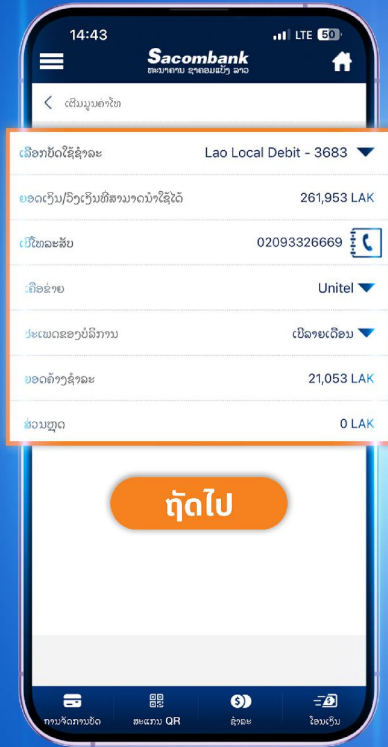 14:43
LTE 50
Sacombank
ທະນາຄານ ຊາຄອມແບັງ ລາວ
ເຕີມມູນຄ່າໂທ
ເລືອກບັດໃຊ້ຊຳລະ Lao Local Debit - 3683
ຍອດເງິນ/ວົງເງິນທີ່ສາມາດນຳໃຊ້ໄດ້ 261,953 LAK
ເບີໂທລະສັບ 02093326669
ເຄືອຂ່າຍ Unitel
ປະເພດຂອງບໍລິການ ເບີລາຍເດືອນ
ຍອດຄ້າງຊຳລະ 21,053 LAK
ສ່ວນຫຼຸດ 0 LAK
ຖັດໄປ
ການຈັດການບັດ ສະແກນ QR ຊຳລະ ໂອນເງິນ